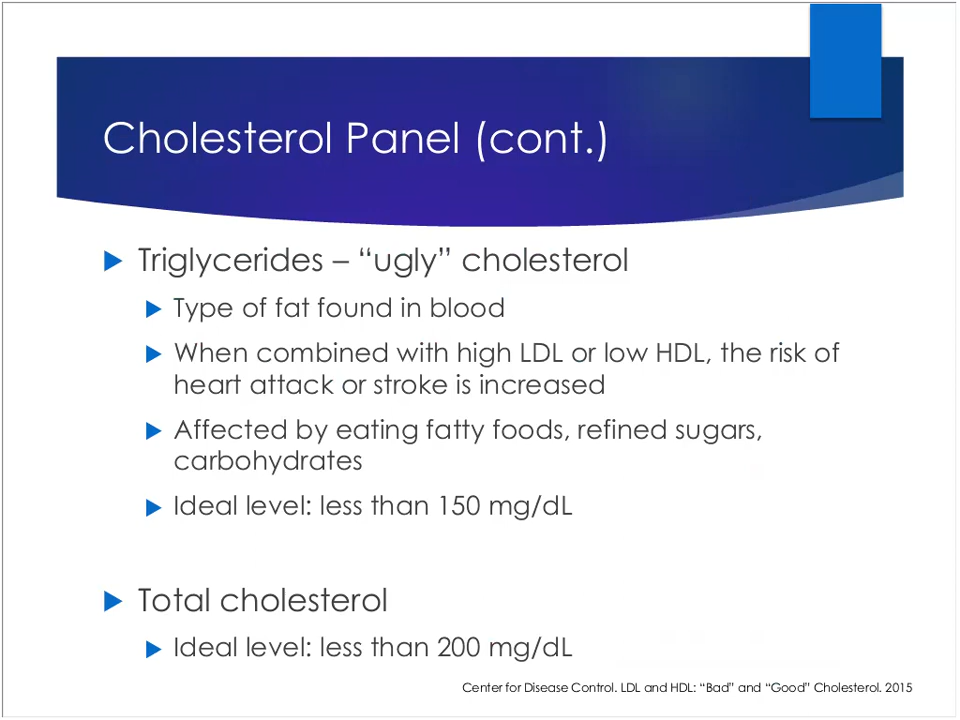 Cholesterol Panel (cont.)
Triglycerides – “ugly” cholesterol
Type of fat found in blood
When combined with high LDL or low HDL, the risk of
heart attack or stroke is increased
Affected by eating fatty foods, refined sugars,
carbohydrates
Ideal level: less than 150 mg/dL
Total cholesterol
Ideal level: less than 200 mg/dL
Center for Disease Control. LDL and HDL: “Bad” and “Good” Cholesterol. 2015